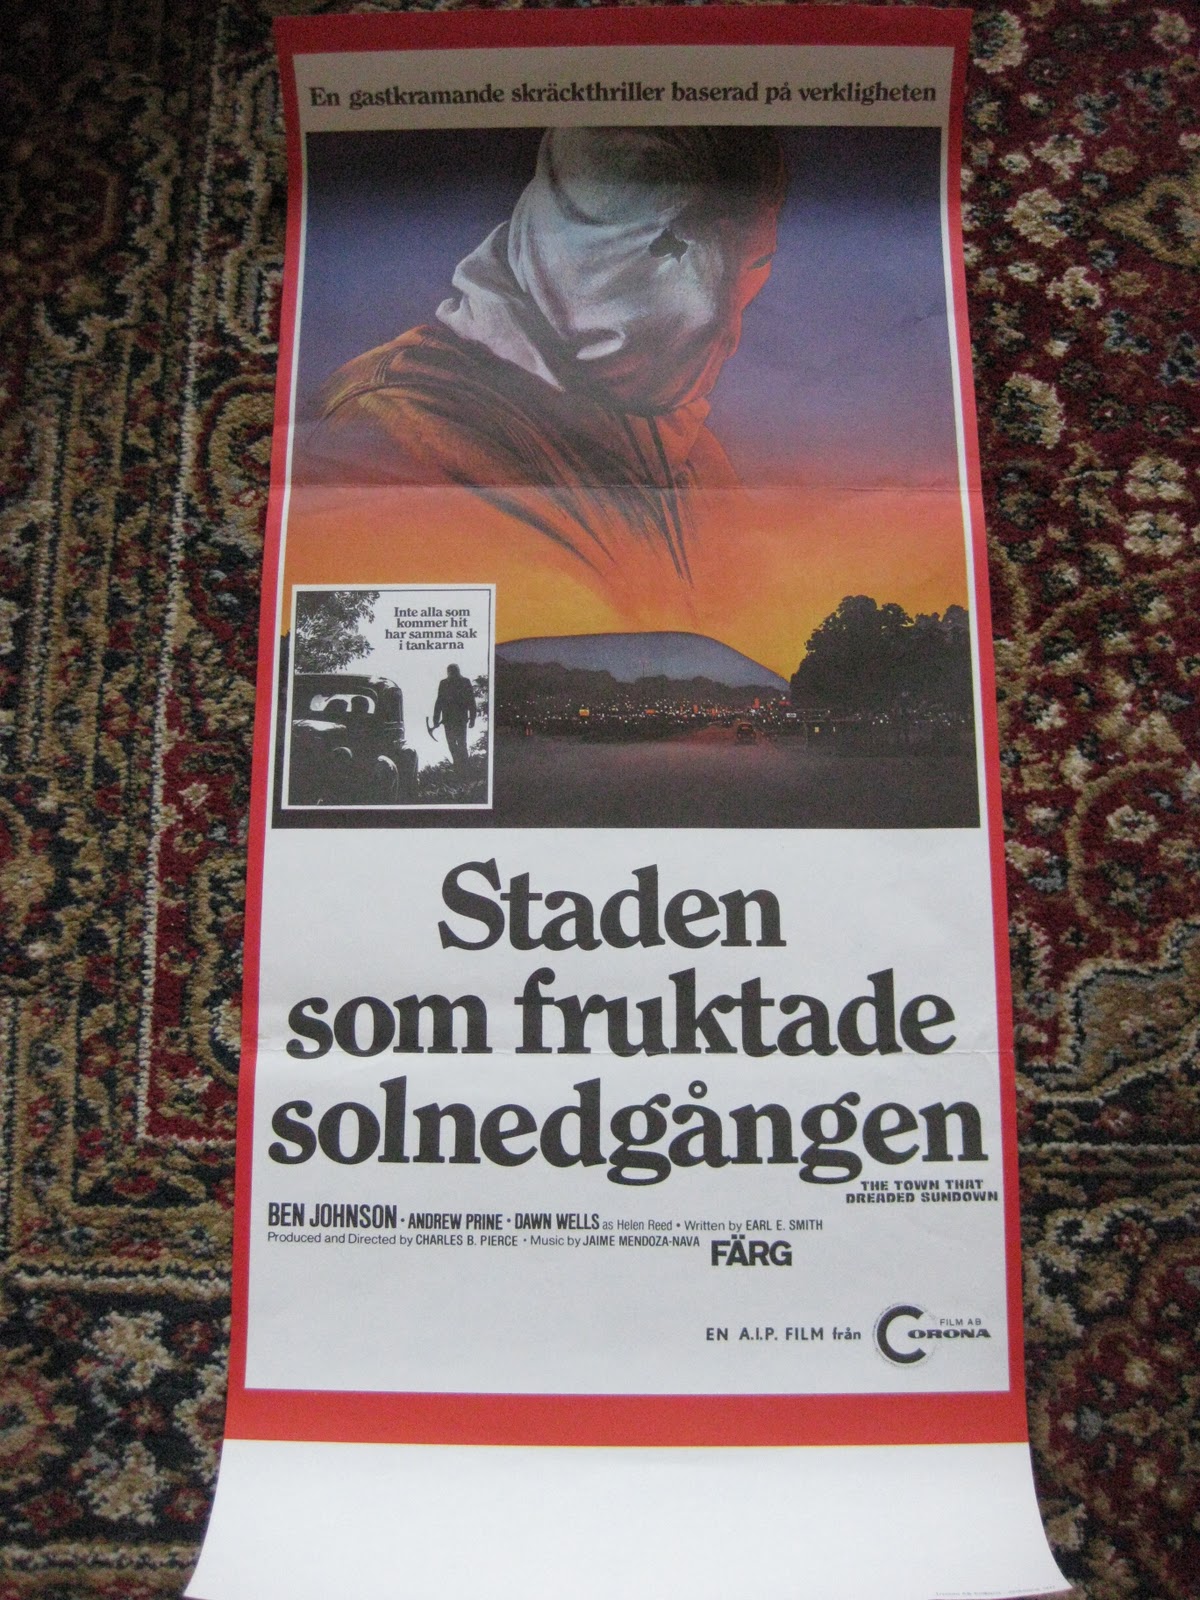 En gastkramande skräckthriller baserad på verkligheten
Inte alla som
kommer hit
har samma sak
i tankarna
Staden
som fruktade
solnedgången
THE TOWN THAT
DREADED SUNDOWN
BEN JOHNSON • ANDREW PRINE • DAWN WELLS as Helen Reed • Written by EARL E. SMITH
Produced and Directed by CHARLES B. PIERCE • Music by JAIME MENDOZA-NAVA
FÄRG
EN A.I.P. FILM från
FILM AB
CORONA